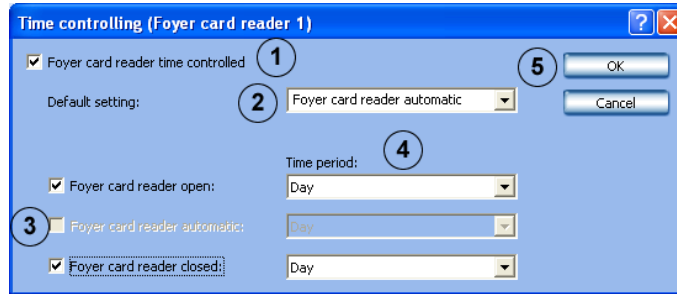 Time controlling (Foyer card reader 1)
Foyer card reader time controlled 1
5 OK
Default setting: 2 Foyer card reader automatic
Cancel
Time period: 4
Foyer card reader open: Day
3 Foyer card reader automatic: Day
Foyer card reader closed: Day